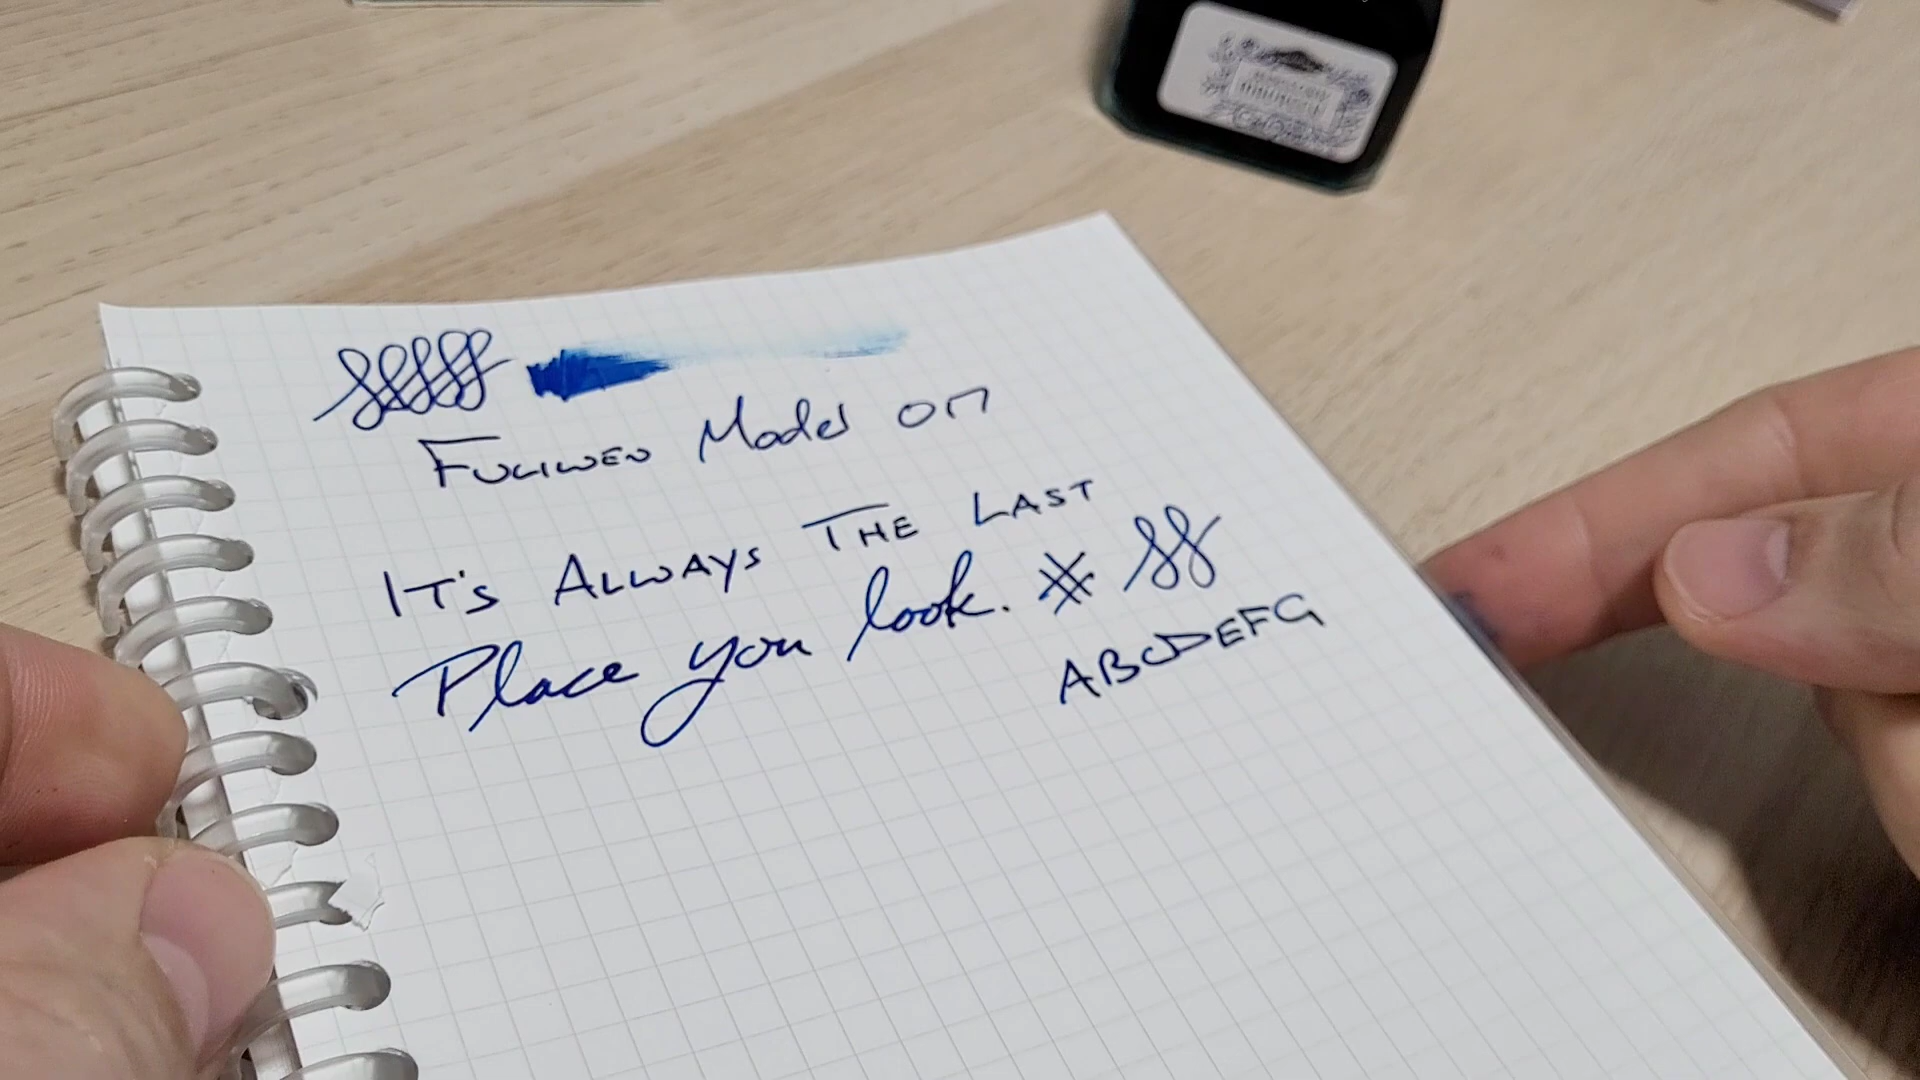 Fuliwen Model 017
It's Always The Last
Place you look. #
ABCDEFG